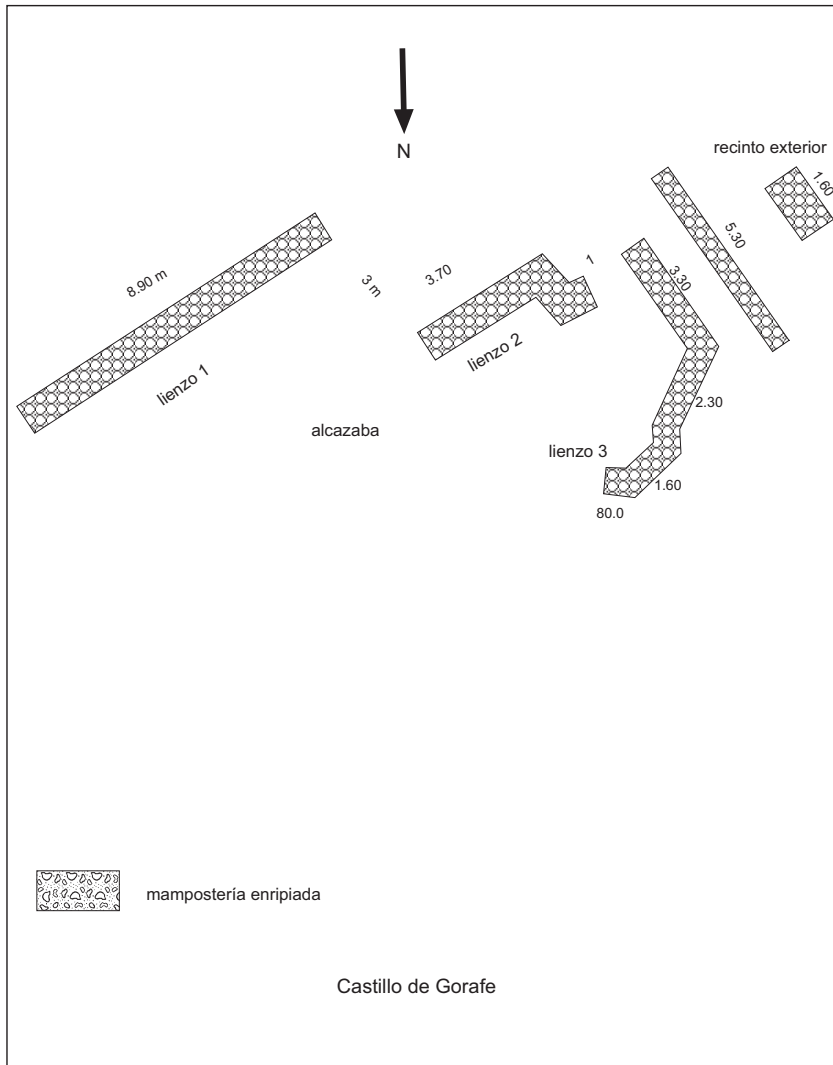 N
recinto exterior
1.60
5.30
8.90 m
3 m
3.70
1
3.30
lienzo 1
lienzo 2
2.30
alcazaba
lienzo 3
1.60
80.0
mampostería enripiada
Castillo de Gorafe